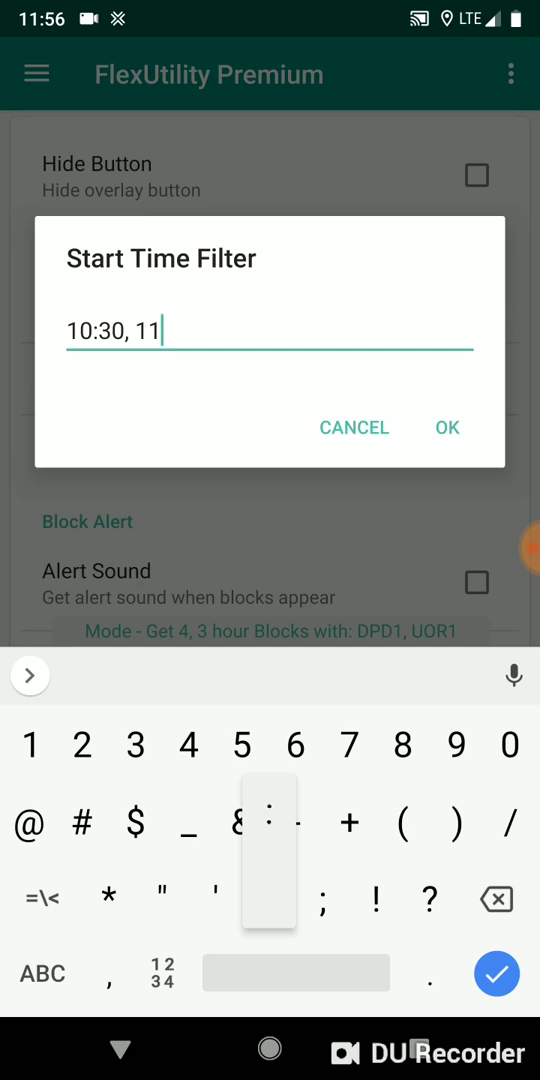 11:56
LTE
FlexUtility Premium
Hide Button
Hide overlay button
Start Time Filter
10:30, 11
CANCEL
OK
Block Alert
Alert Sound
Get alert sound when blocks appear
Mode - Get 4, 3 hour Blocks with: DPD1, UOR1
1 2 3 4 5 6 7 8 9 0
@ # $ _ & : - + ( ) /
=\< * " ' ; ! ?
ABC , 12 34 .
DU Recorder